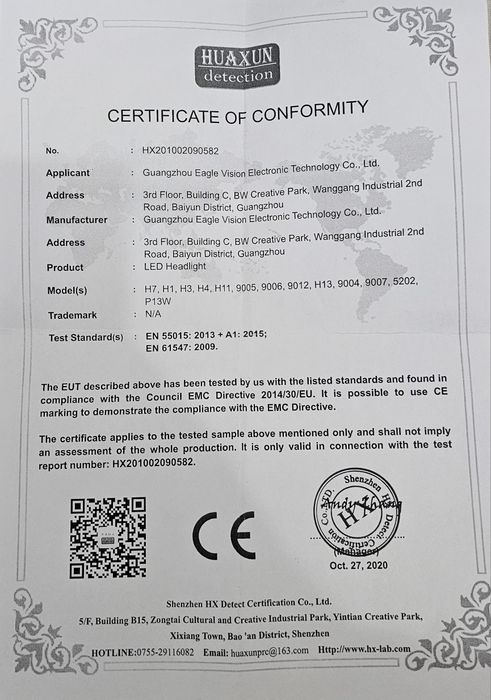 HUAXUN
detection
CERTIFICATE OF CONFORMITY
No. : HX201002090582
Applicant : Guangzhou Eagle Vision Electronic Technology Co., Ltd.
Address : 3rd Floor, Building C, BW Creative Park, Wanggang Industrial 2nd
Road, Baiyun District, Guangzhou
Manufacturer : Guangzhou Eagle Vision Electronic Technology Co., Ltd.
Address : 3rd Floor, Building C, BW Creative Park, Wanggang Industrial 2nd
Road, Baiyun District, Guangzhou
Product : LED Headlight
Model(s) : H7, H1, H3, H4, H11, 9005, 9006, 9012, H13, 9004, 9007, 5202,
P13W
Trademark : N/A
Test Standard(s) : EN 55015: 2013 + A1: 2015;
EN 61547: 2009.
The EUT described above has been tested by us with the listed standards and found in
compliance with the Council EMC Directive 2014/30/EU. It is possible to use CE
marking to demonstrate the compliance with the EMC Directive.
The certificate applies to the tested sample above mentioned only and shall not imply
an assessment of the whole production. It is only valid in connection with the test
report number: HX201002090582.
CE
Shenzhen HX Detect Certification Co.,LTD.
HX
Andy Zhang
(Manager)
Oct. 27, 2020
Shenzhen HX Detect Certification Co., Ltd.
5/F, Building B15, Zongtai Cultural and Creative Industrial Park, Yintian Creative Park,
Xixiang Town, Bao 'an District, Shenzhen
HOTLINE:0755-29116082 Email: huaxunprc@163.com Http://www.hx-lab.com